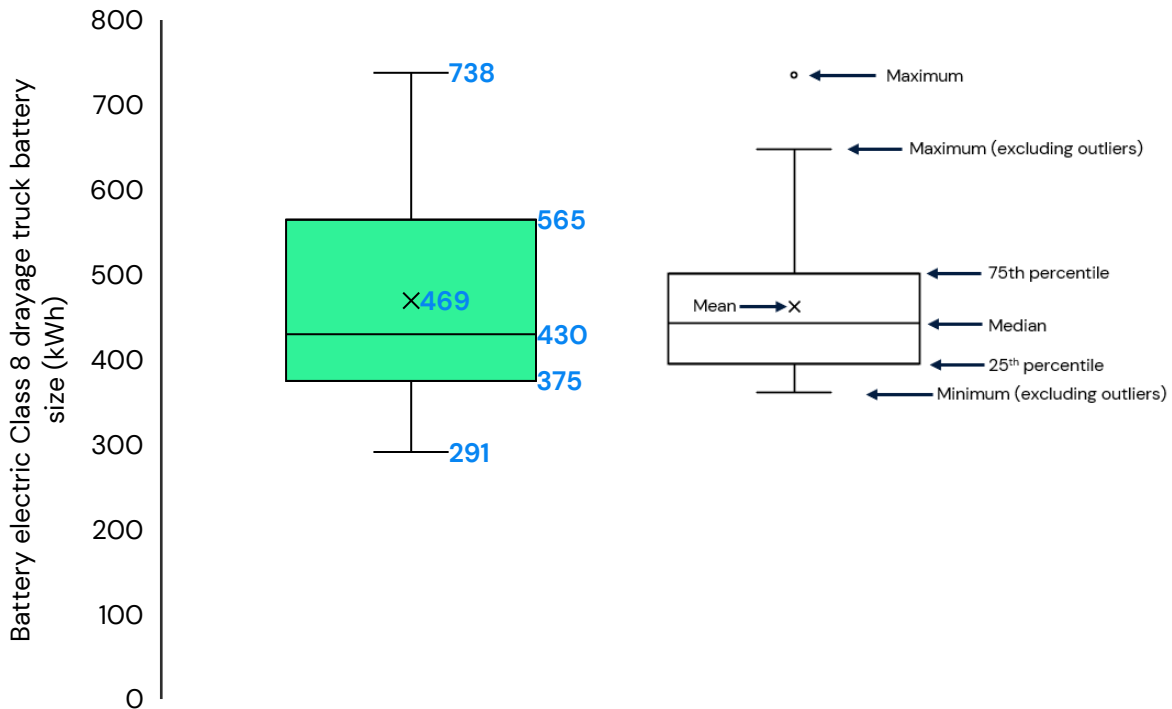 Battery electric Class 8 drayage truck battery
size (kWh)
800
700
600
500
400
300
200
100
0
738
565
469
430
375
291
Maximum
Maximum (excluding outliers)
75th percentile
Mean
Median
25th percentile
Minimum (excluding outliers)